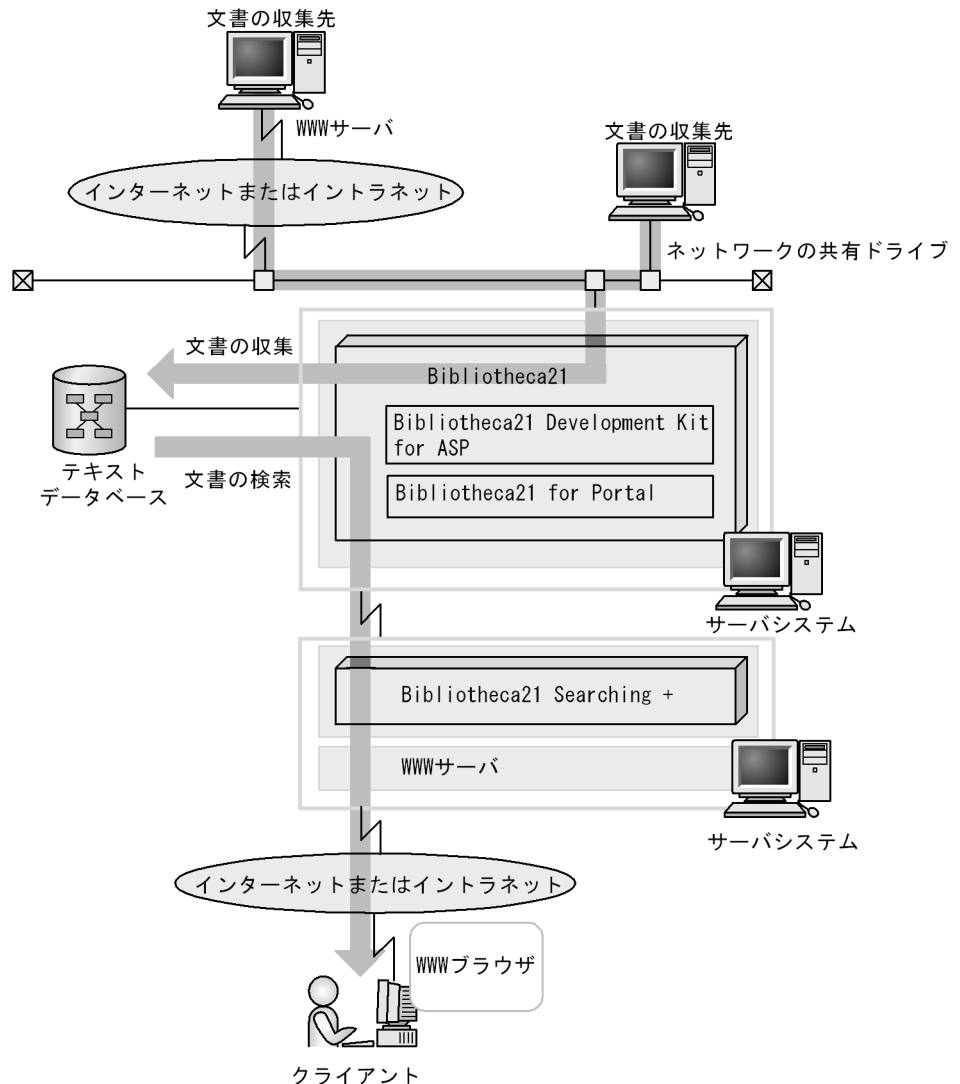 文書の収集先
WWWサーバ
文書の収集先
インターネットまたはイントラネット
ネットワークの共有ドライブ
文書の収集
Bibliotheca21
Bibliotheca21 Development Kit
for ASP
文書の検索
テキスト
データベース
Bibliotheca21 for Portal
サーバシステム
Bibliotheca21 Searching +
WWWサーバ
サーバシステム
インターネットまたはイントラネット
WWWブラウザ
クライアント